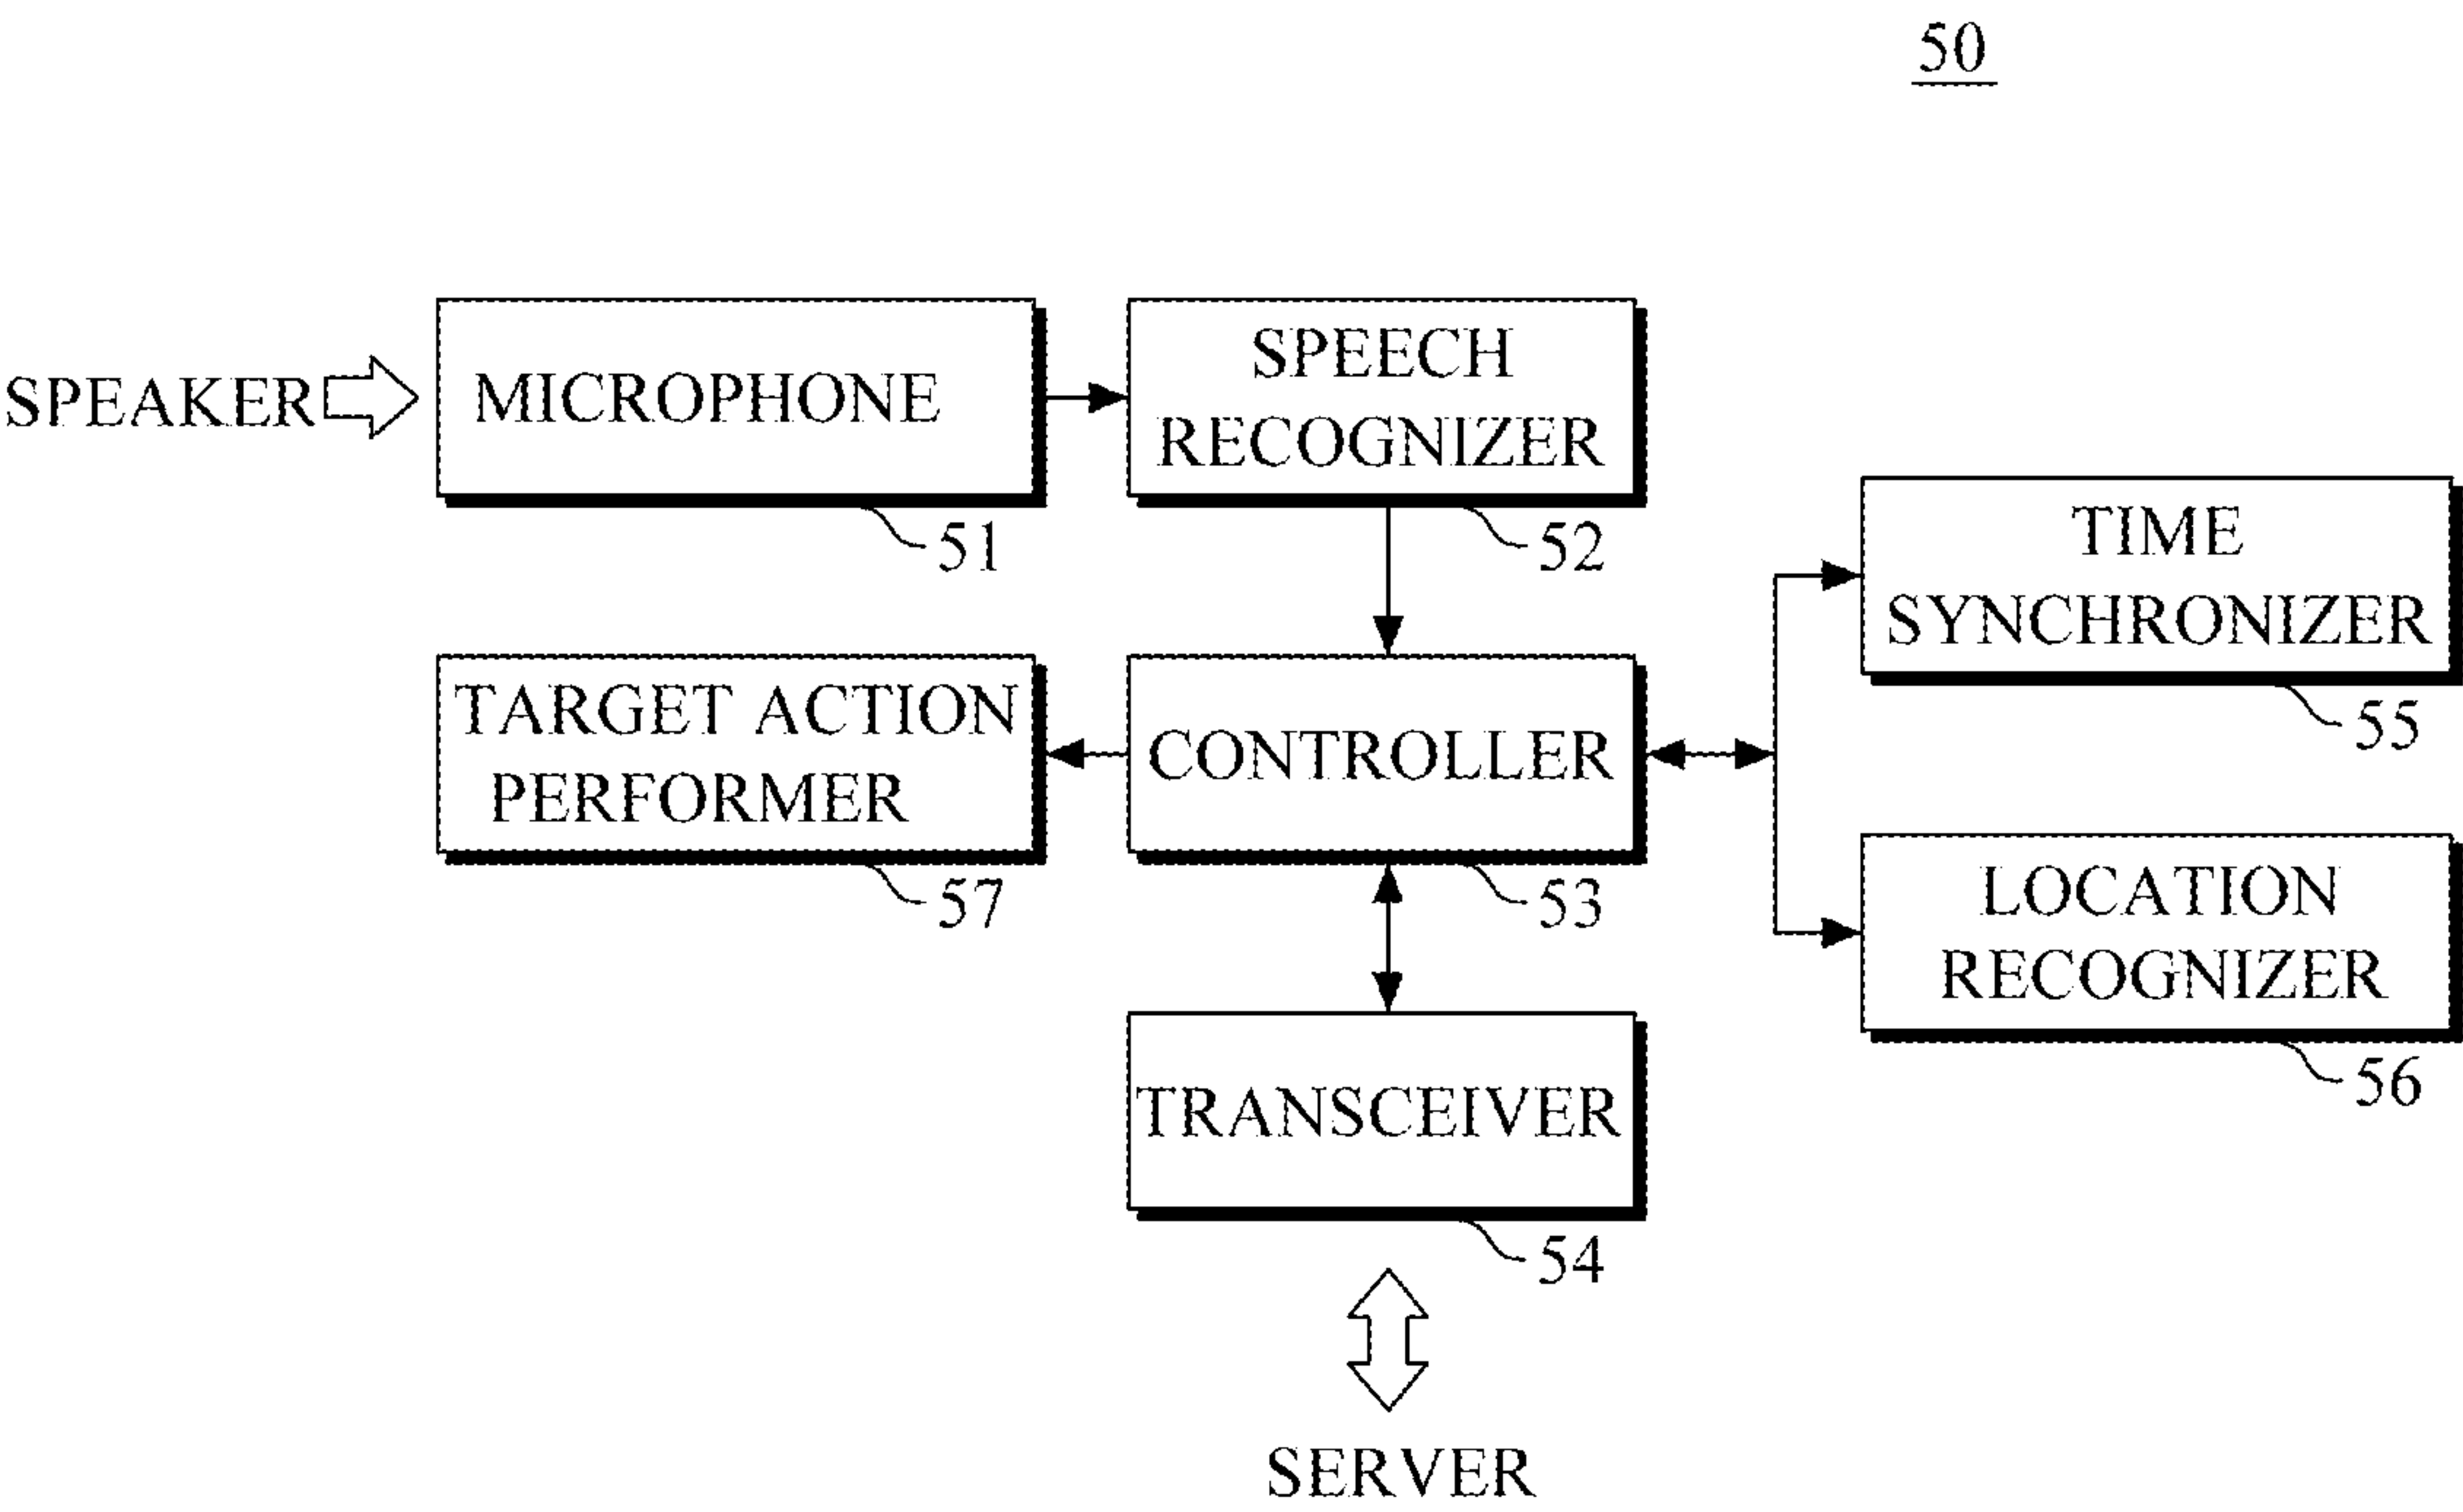 50
SPEAKER
MICROPHONE
51
SPEECH
RECOGNIZER
52
TIME
SYNCHRONIZER
55
TARGET ACTION
PERFORMER
57
CONTROLLER
53
LOCATION
RECOGNIZER
56
TRANSCEIVER
54
SERVER